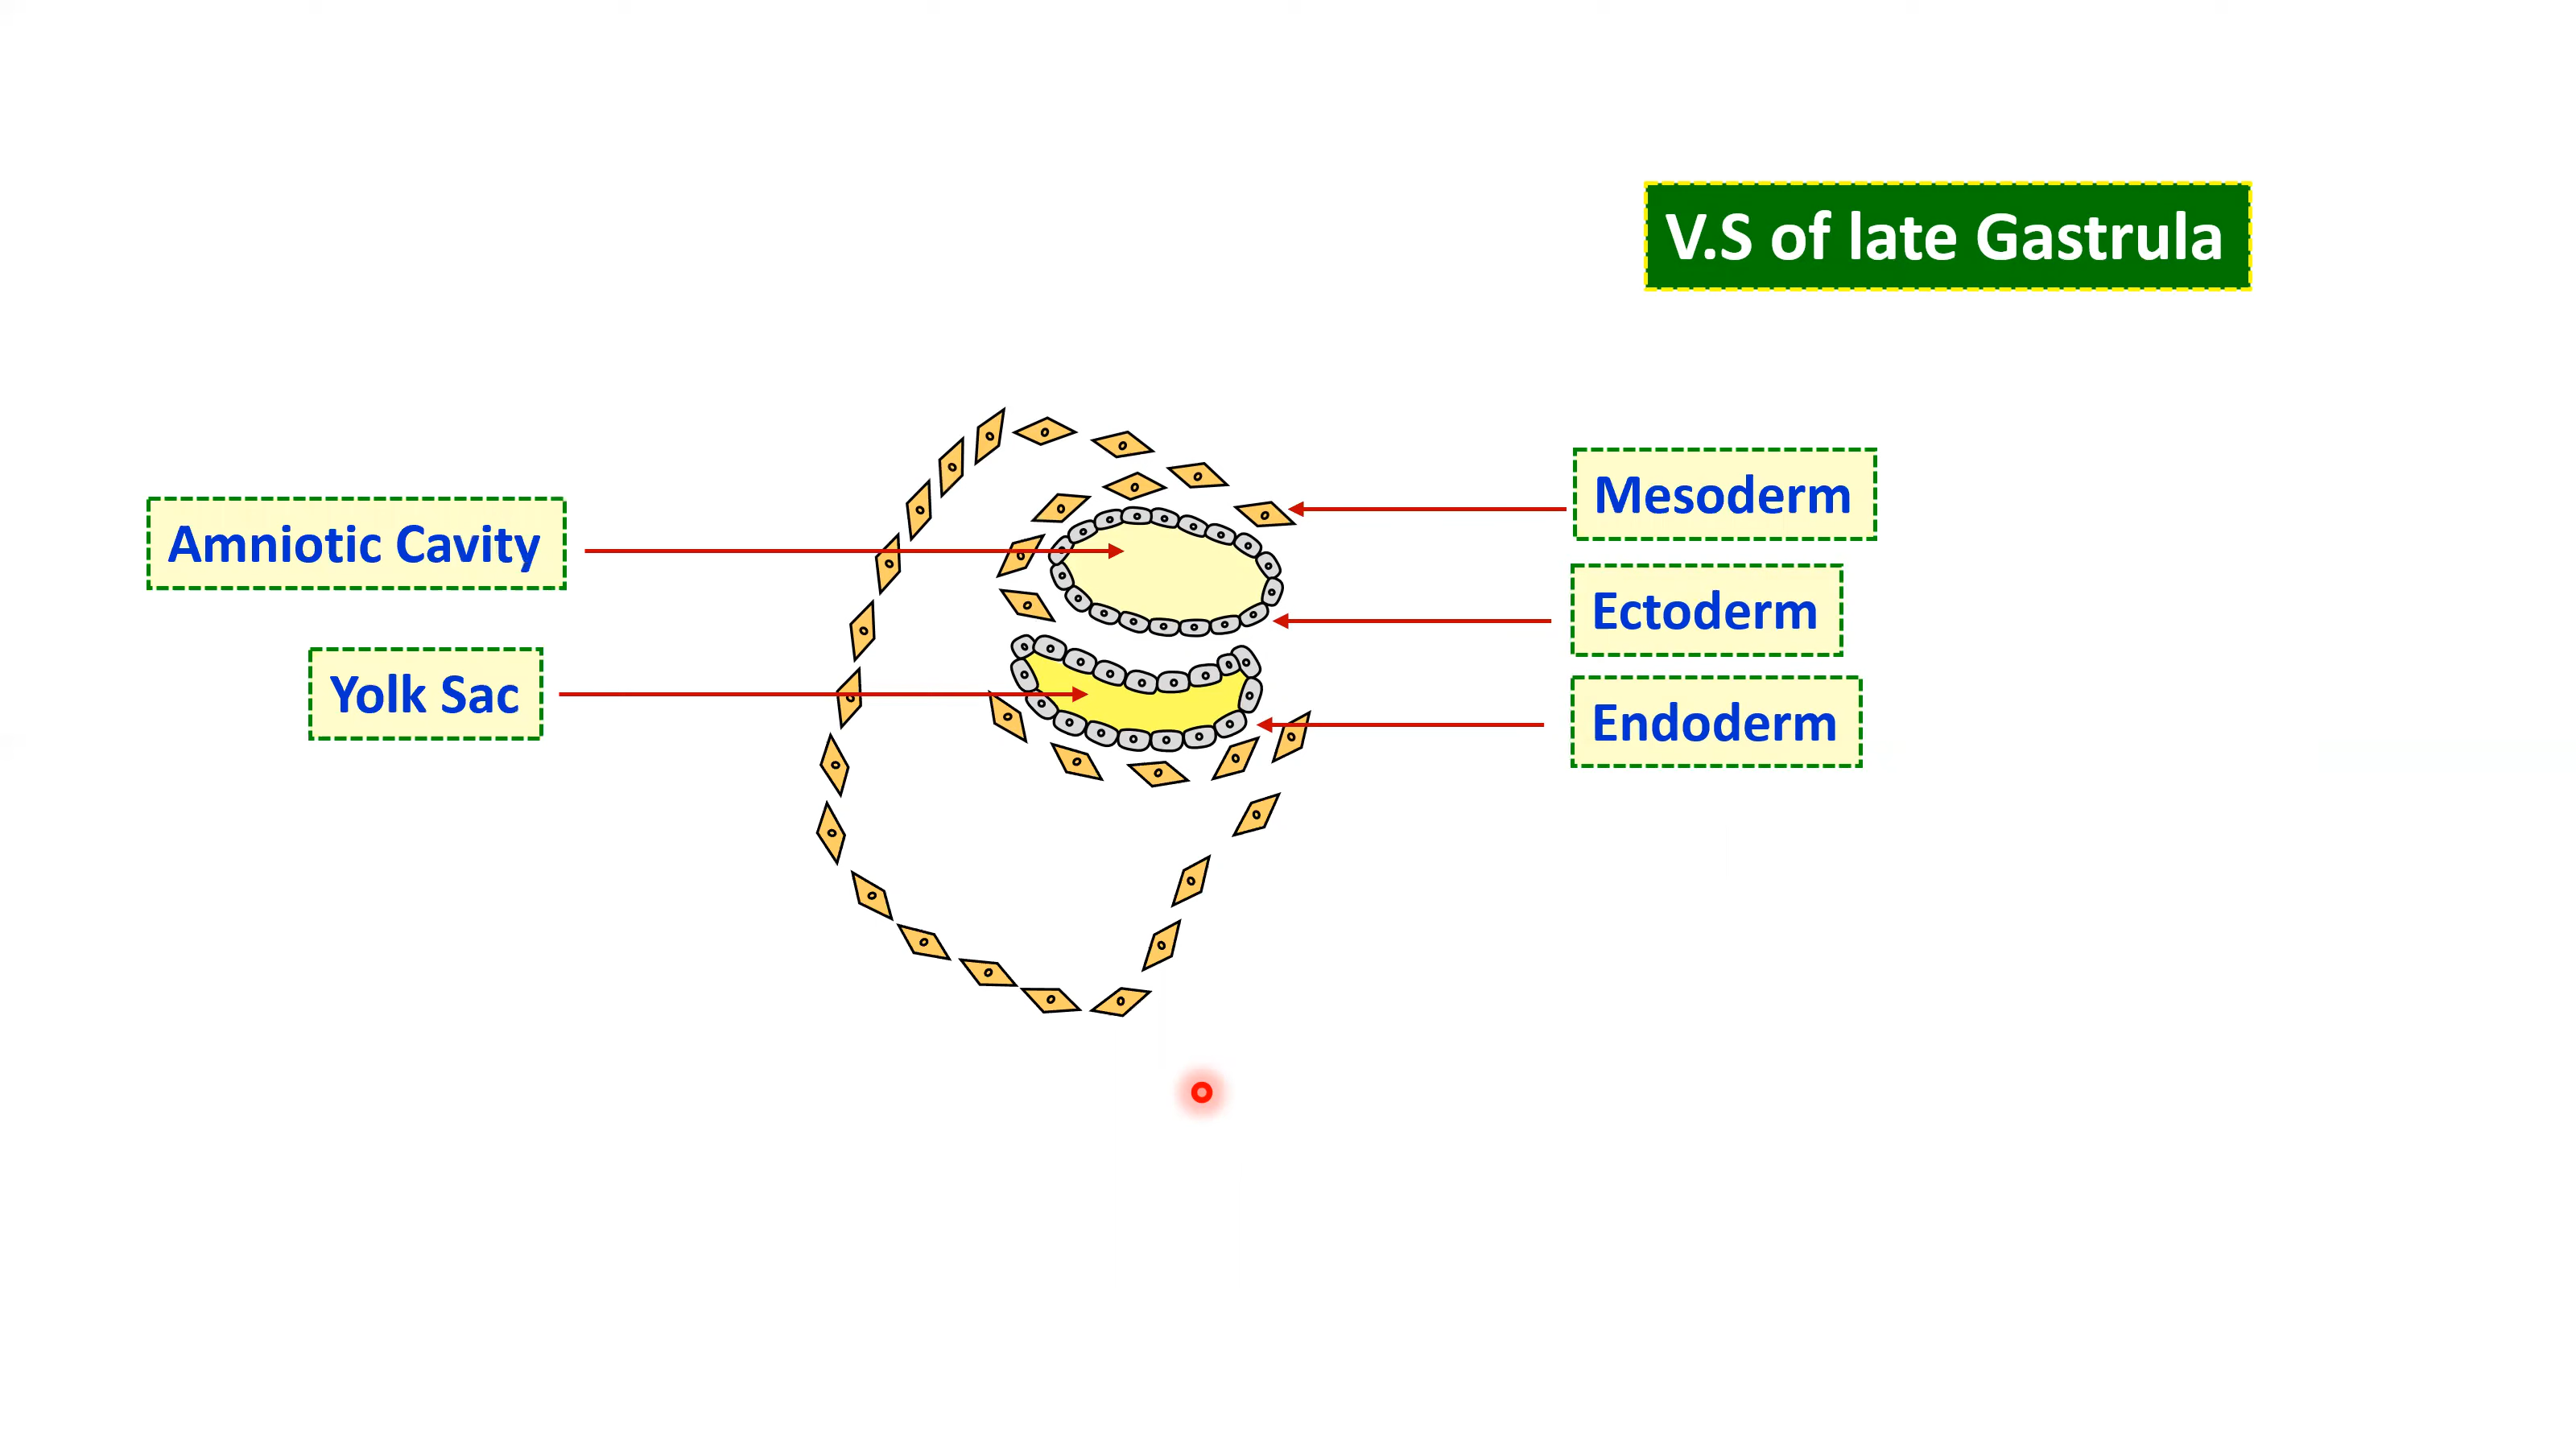 V.S of late Gastrula
Amniotic Cavity
Yolk Sac
Mesoderm
Ectoderm
Endoderm